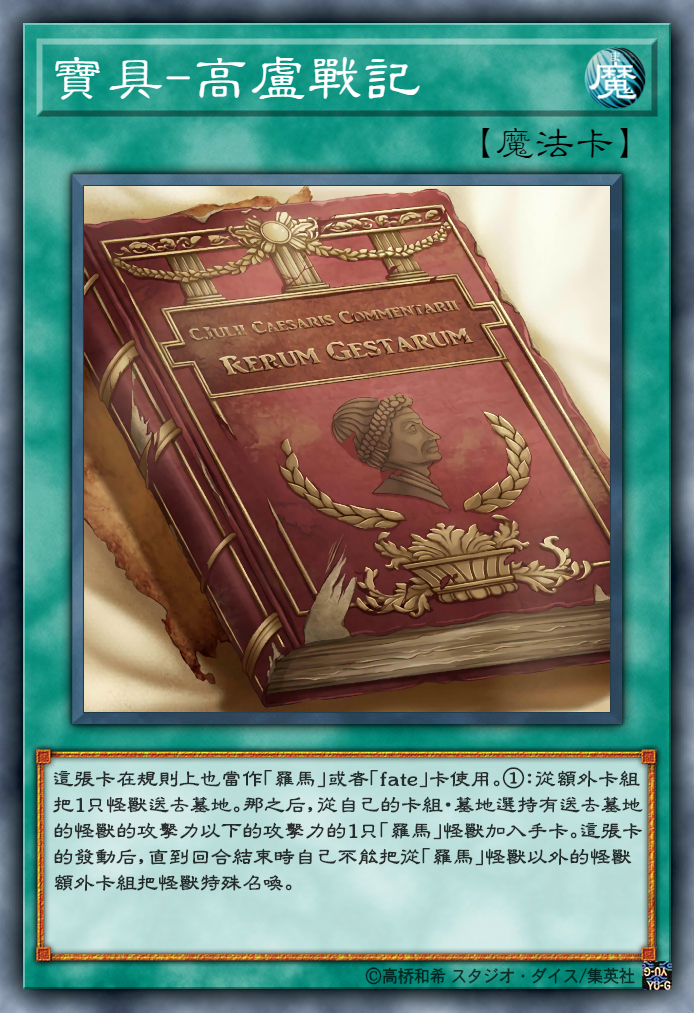 寶具-高盧戰記
魔
【魔法卡】
C.JULII CAESARIS COMMENTARII
RERUM GESTARUM
這張卡在規則上也當作「羅馬」或者「fate」卡使用。①:從額外卡組
把1只怪獸送去墓地。那之后,從自己的卡組·墓地選持有送去墓地
的怪獸的攻擊力以下的攻擊力的1只「羅馬」怪獸加入手卡。這張卡
的發動后,直到回合結束時自己不能把從「羅馬」怪獸以外的怪獸
額外卡組把怪獸特殊召喚。
©高桥和希 スタジオ・ダイス/集英社
YU-G